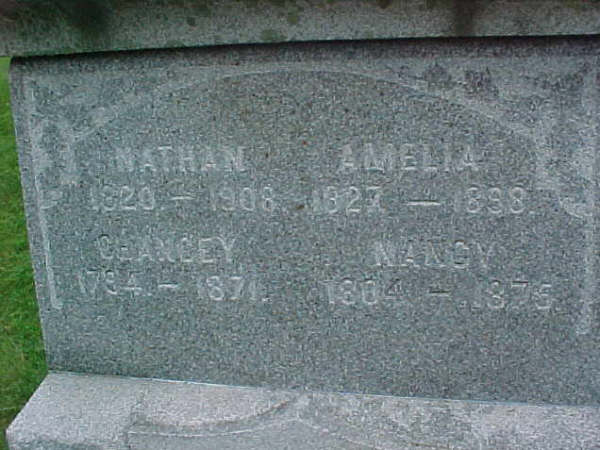 NATHAN AMELIA
1820. — 1908. 1827. — 1898.
CHANCEY NANCY
1794. — 1871. 1804. — 1875.